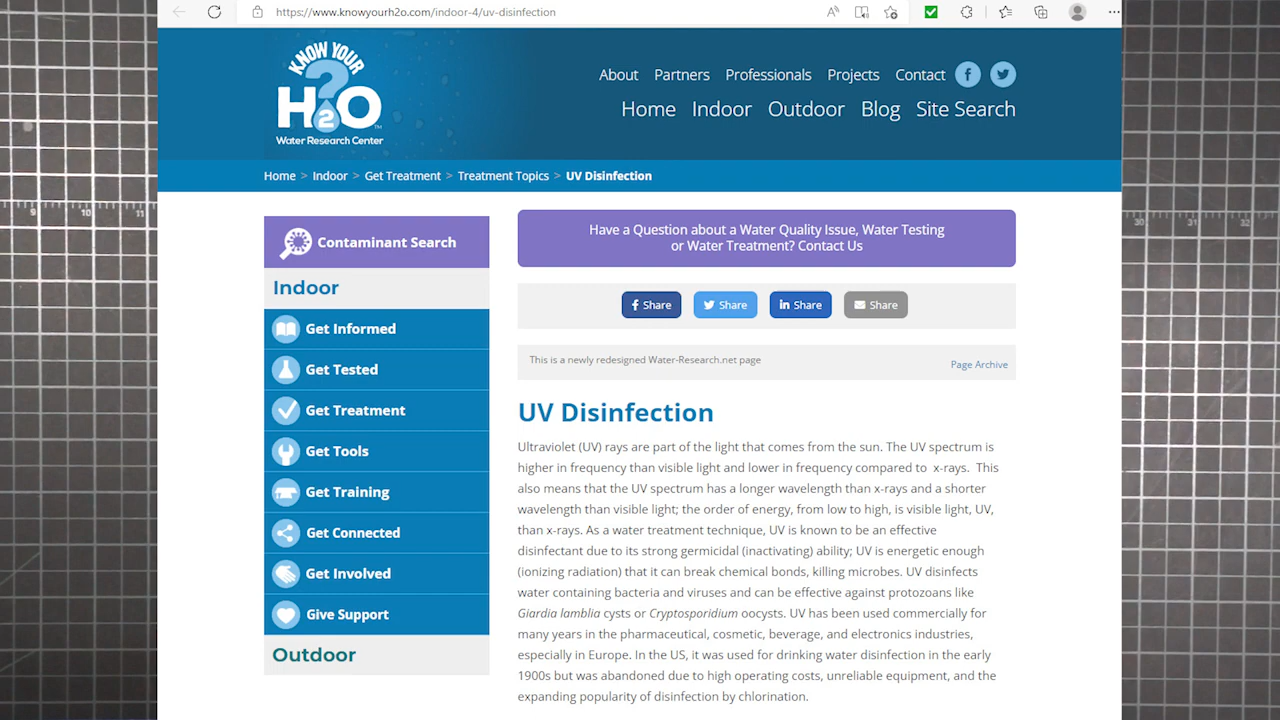 https://www.knowyourh2o.com/indoor-4/uv-disinfection
KNOW YOUR
H2O
Water Research Center
About Partners Professionals Projects Contact
Home Indoor Outdoor Blog Site Search
Home > Indoor > Get Treatment > Treatment Topics > UV Disinfection
Contaminant Search
Indoor
Get Informed
Get Tested
Get Treatment
Get Tools
Get Training
Get Connected
Get Involved
Give Support
Outdoor
Have a Question about a Water Quality Issue, Water Testing
or Water Treatment? Contact Us
Share Share Share Share
This is a newly redesigned Water-Research.net page
Page Archive
UV Disinfection
Ultraviolet (UV) rays are part of the light that comes from the sun. The UV spectrum is
higher in frequency than visible light and lower in frequency compared to x-rays. This
also means that the UV spectrum has a longer wavelength than x-rays and a shorter
wavelength than visible light; the order of energy, from low to high, is visible light, UV,
than x-rays. As a water treatment technique, UV is known to be an effective
disinfectant due to its strong germicidal (inactivating) ability; UV is energetic enough
(ionizing radiation) that it can break chemical bonds, killing microbes. UV disinfects
water containing bacteria and viruses and can be effective against protozoans like
Giardia lamblia cysts or Cryptosporidium oocysts. UV has been used commercially for
many years in the pharmaceutical, cosmetic, beverage, and electronics industries,
especially in Europe. In the US, it was used for drinking water disinfection in the early
1900s but was abandoned due to high operating costs, unreliable equipment, and the
expanding popularity of disinfection by chlorination.
9 10 11
30 31 32